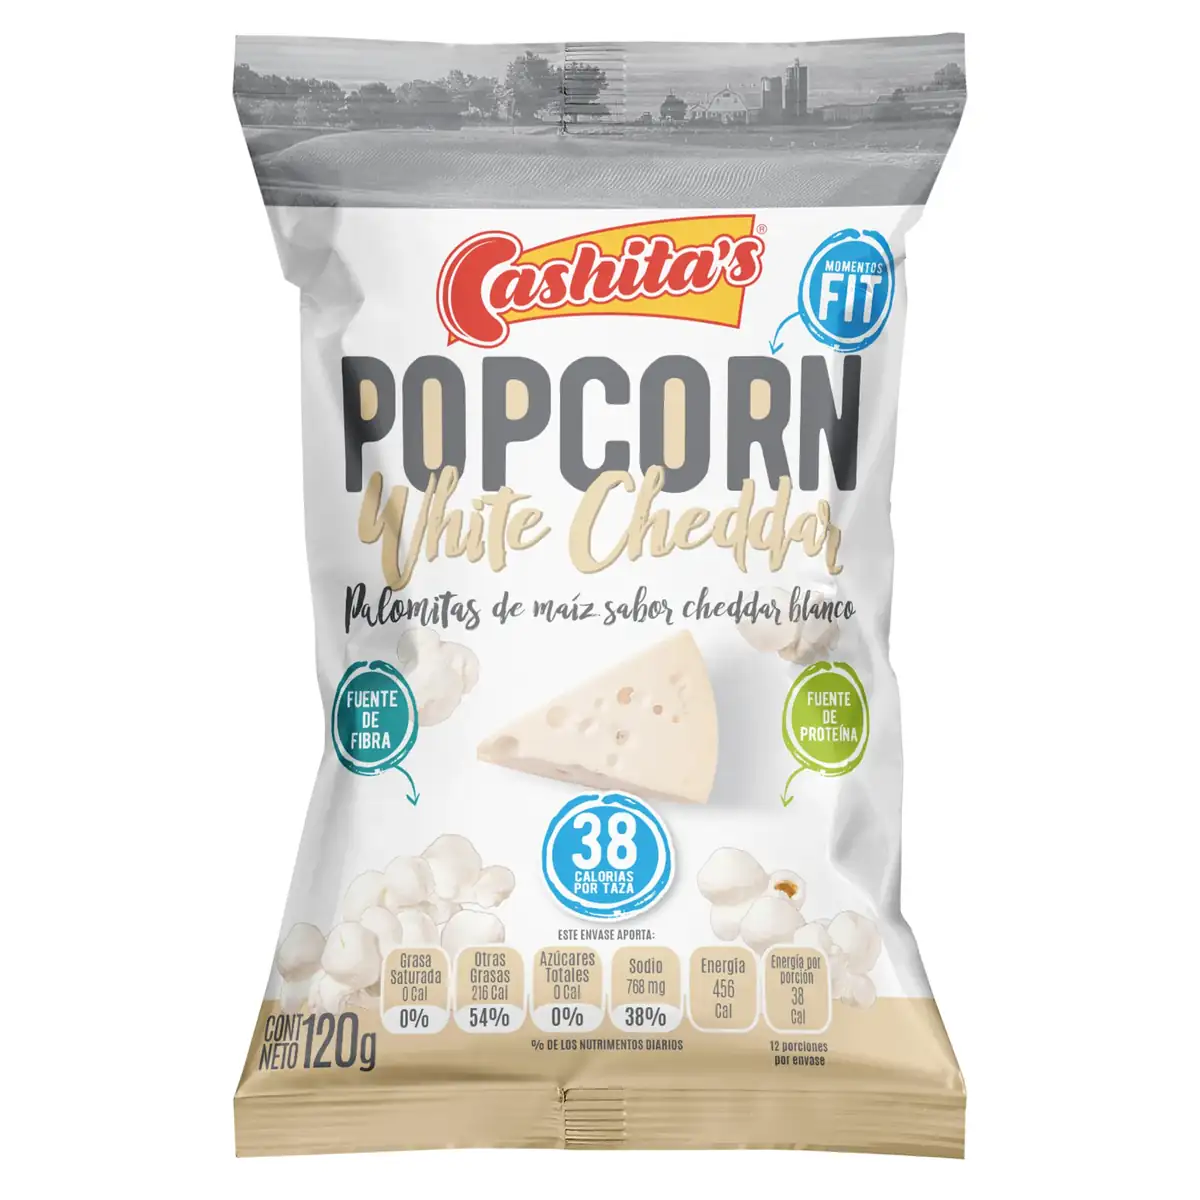 Cashita's®
MOMENTOS
FIT
POPCORN
White Cheddar
Palomitas de maíz sabor cheddar blanco
FUENTE
DE
FIBRA
FUENTE
DE
PROTEÍNA
38
CALORIAS
POR TAZA
ESTE ENVASE APORTA:
Grasa
Saturada
0 Cal
0%
Otras
Grasas
216 Cal
54%
Azúcares
Totales
0 Cal
0%
Sodio
768 mg
38%
Energía
456
Cal
Energía por
porción
38
Cal
% DE LOS NUTRIMENTOS DIARIOS
12 porciones
por envase
CONT
NETO 120g